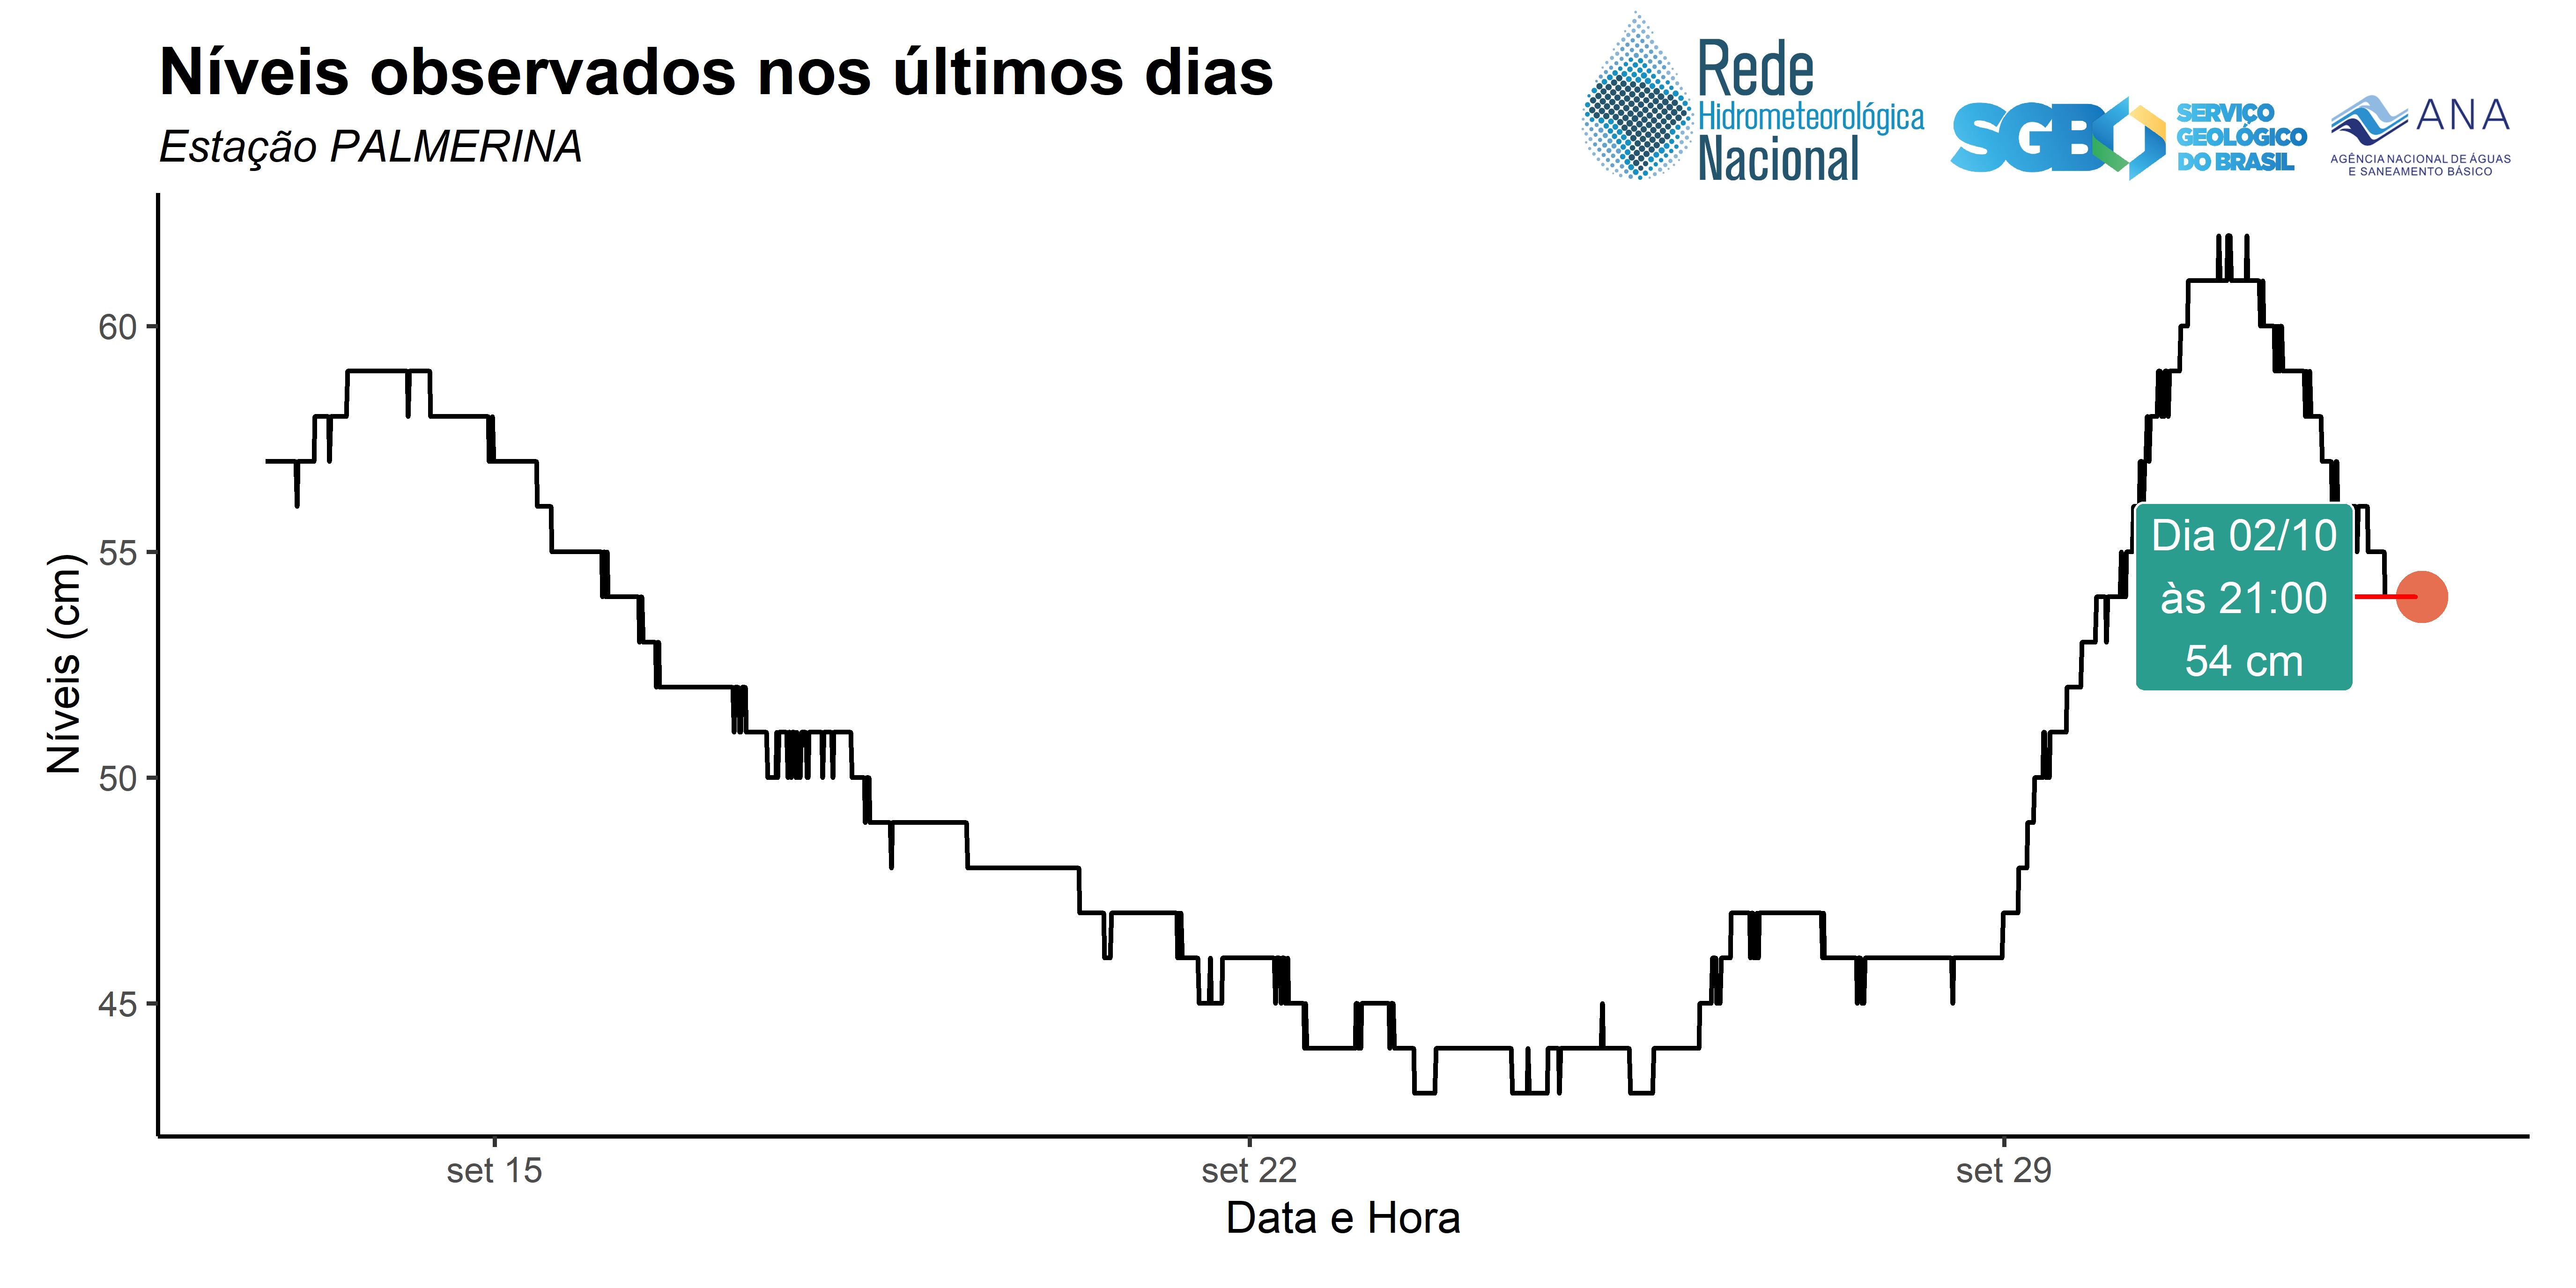 Níveis observados nos últimos dias
Estação PALMERINA
Rede
Hidrometeorológica
Nacional
SGB
SERVIÇO
GEOLÓGICO
DO BRASIL
ANA
AGÊNCIA NACIONAL DE ÁGUAS
E SANEAMENTO BÁSICO
Níveis (cm)
60
55
50
45
Dia 02/10
às 21:00
54 cm
set 15
set 22
set 29
Data e Hora